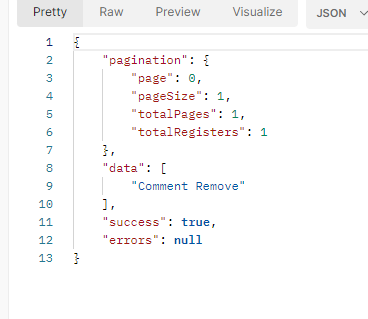 Pretty Raw Preview Visualize JSON
1 {
2 "pagination": {
3 "page": 0,
4 "pageSize": 1,
5 "totalPages": 1,
6 "totalRegisters": 1
7 },
8 "data": [
9 "Comment Remove"
10 ],
11 "success": true,
12 "errors": null
13 }